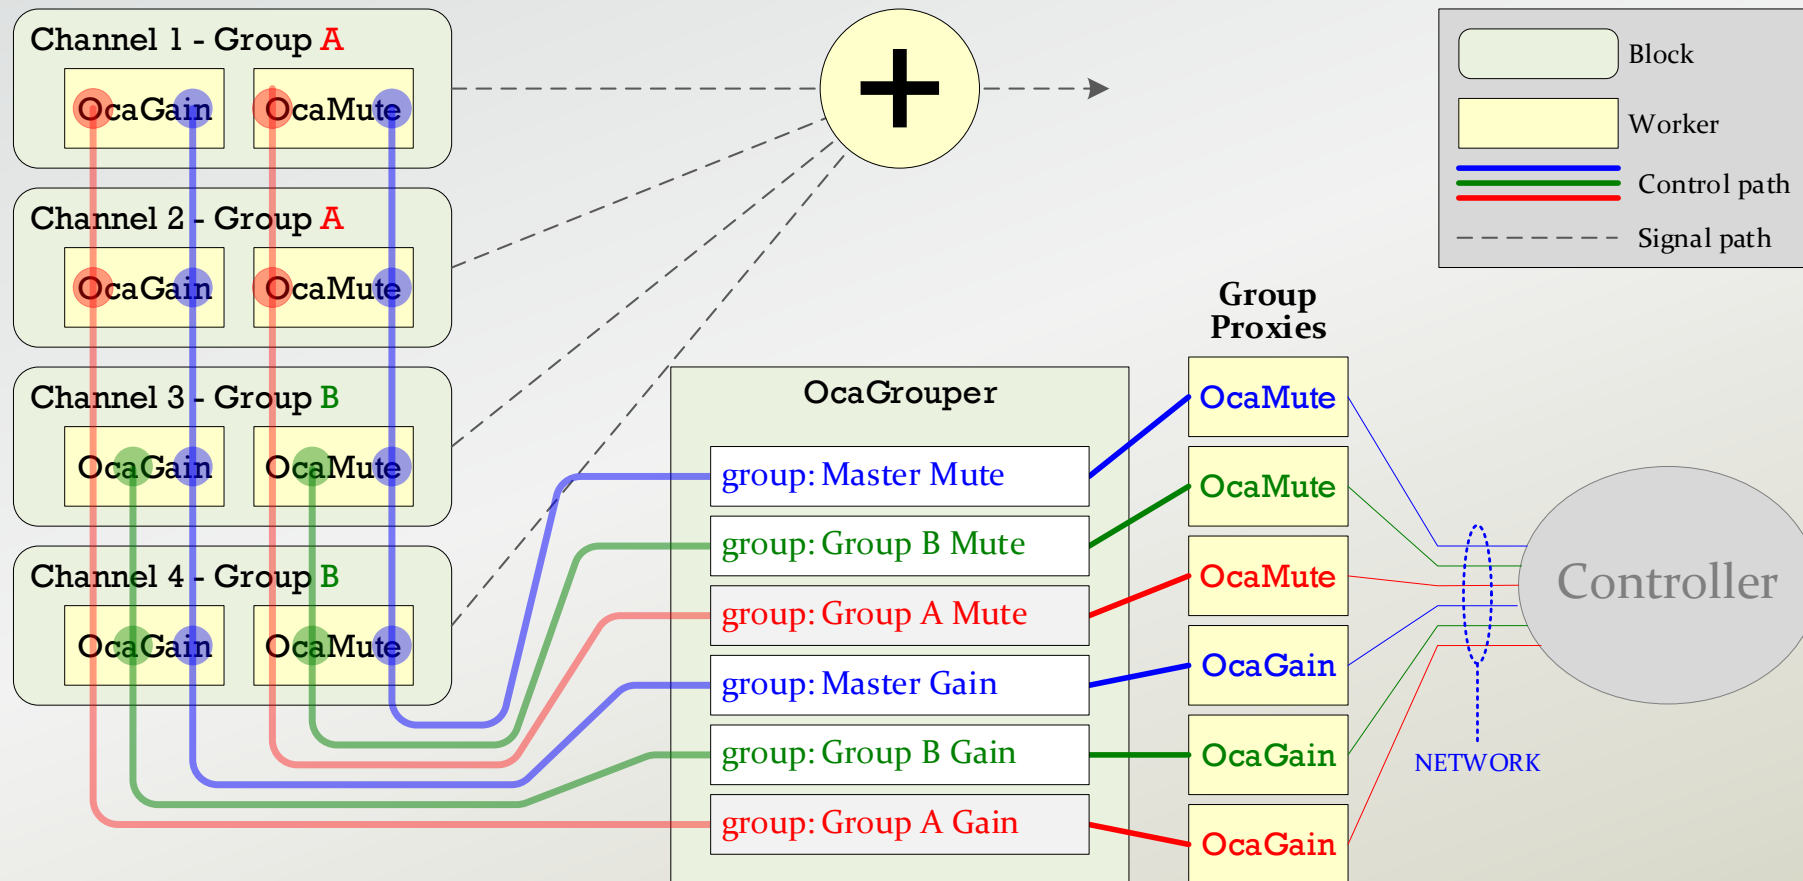 Channel 1 - Group A
OcaGain
OcaMute
Channel 2 - Group A
OcaGain
OcaMute
Channel 3 - Group B
OcaGain
OcaMute
Channel 4 - Group B
OcaGain
OcaMute
+
Block
Worker
Control path
Signal path
OcaGrouper
group: Master Mute
group: Group B Mute
group: Group A Mute
group: Master Gain
group: Group B Gain
group: Group A Gain
Group
Proxies
OcaMute
OcaMute
OcaMute
OcaGain
OcaGain
OcaGain
Controller
NETWORK